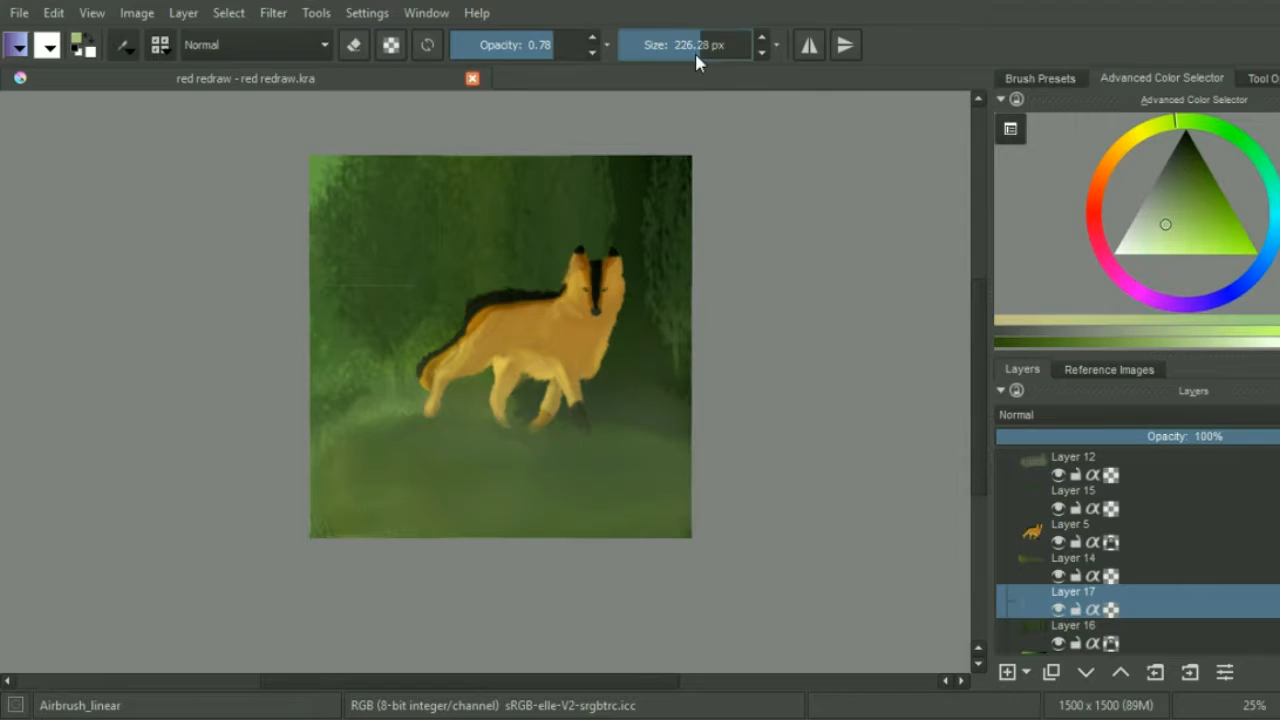 File Edit View Image Layer Select Filter Tools Settings Window Help
Normal Opacity: 0.78 Size: 226.28 px
red redraw - red redraw.kra
Brush Presets Advanced Color Selector Tool O
Advanced Color Selector
Layers Reference Images
Layers
Normal
Opacity: 100%
Layer 12
Layer 15
Layer 5
Layer 14
Layer 17
Layer 16
Airbrush_linear RGB (8-bit integer/channel) sRGB-elle-V2-srgbtrc.icc 1500 x 1500 (89M) 25%